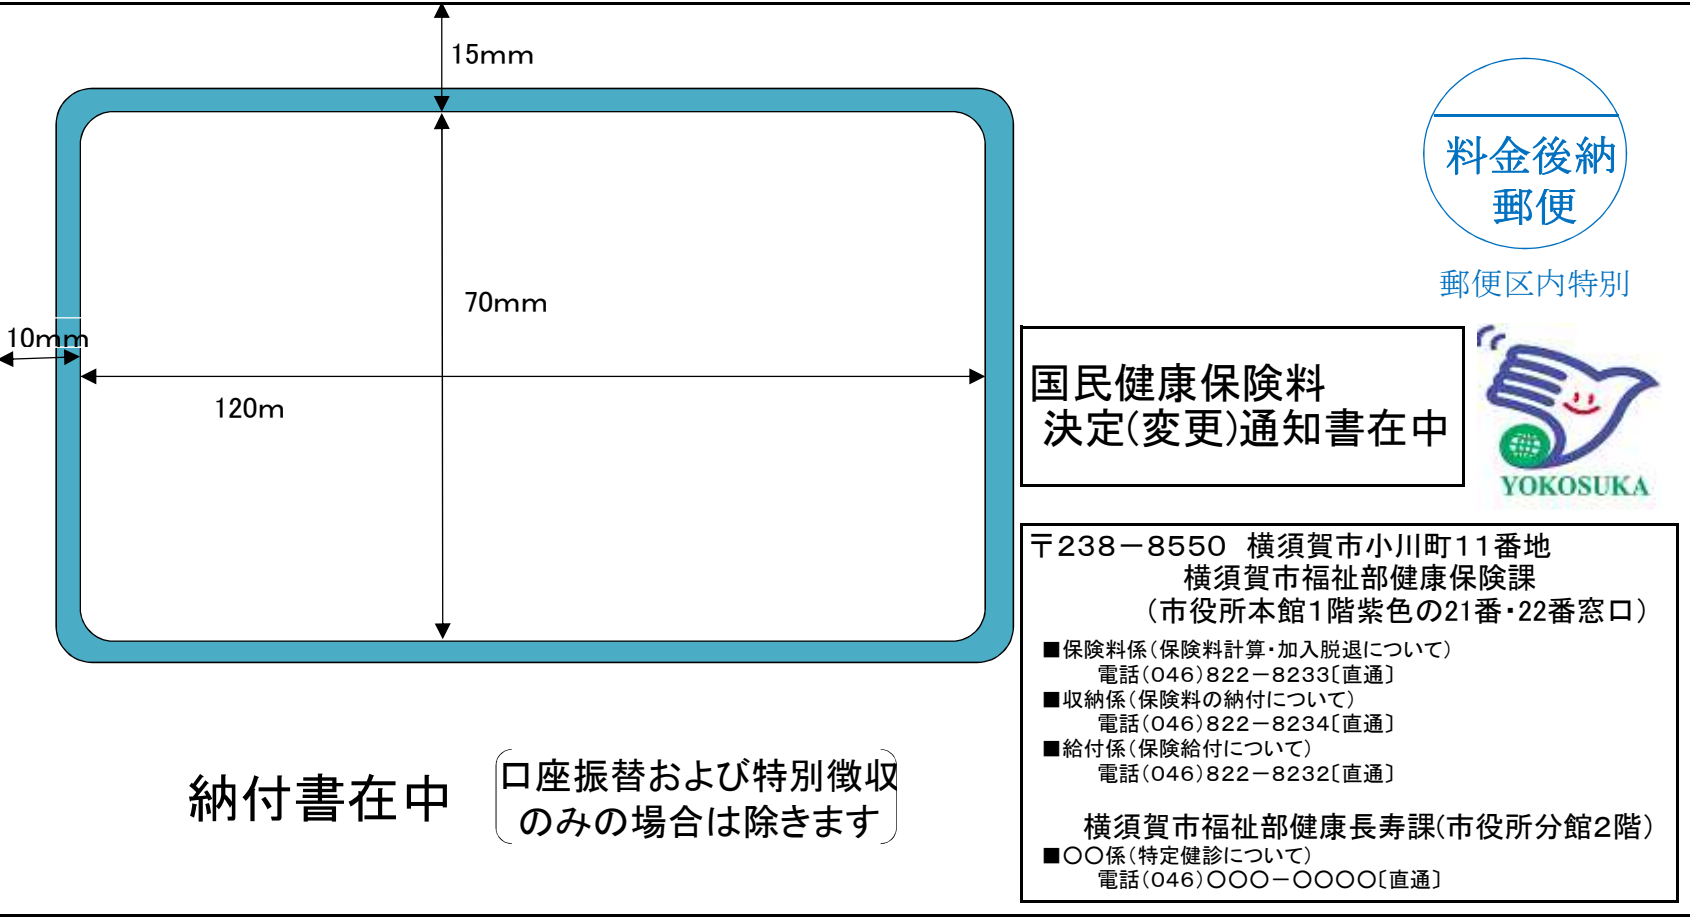 15mm
料金後納
郵便
郵便区内特別
70mm
10mm
120m
国民健康保険料
決定(変更)通知書在中
YOKOSUKA
〒238－8550 横須賀市小川町11番地
横須賀市福祉部健康保険課
（市役所本館１階紫色の21番・22番窓口）
■保険料係（保険料計算・加入脱退について）
電話（046）822－8233〔直通〕
■収納係（保険料の納付について）
電話（046）822－8234〔直通〕
■給付係（保険給付について）
電話（046）822－8232〔直通〕
横須賀市福祉部健康長寿課(市役所分館２階）
■〇〇係（特定健診について）
電話（046）〇〇〇－〇〇〇〇〔直通〕
納付書在中
口座振替および特別徴収
のみの場合は除きます